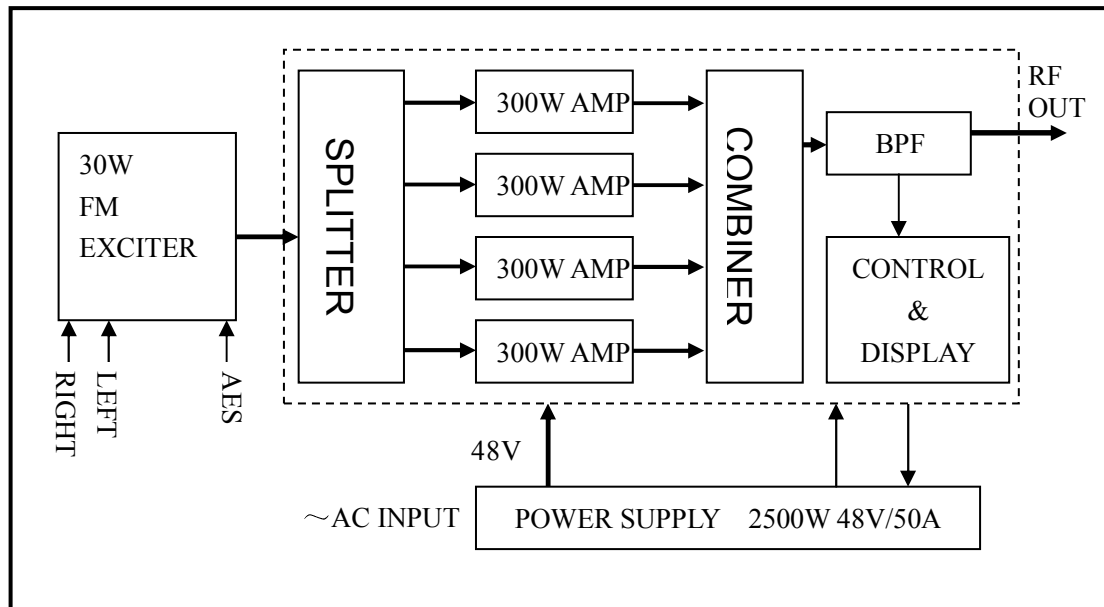 30W
FM
EXCITER
RIGHT
LEFT
AES
SPLITTER
300W AMP
300W AMP
300W AMP
300W AMP
COMBINER
BPF
RF
OUT
CONTROL
&
DISPLAY
48V
～AC INPUT
POWER SUPPLY 2500W 48V/50A